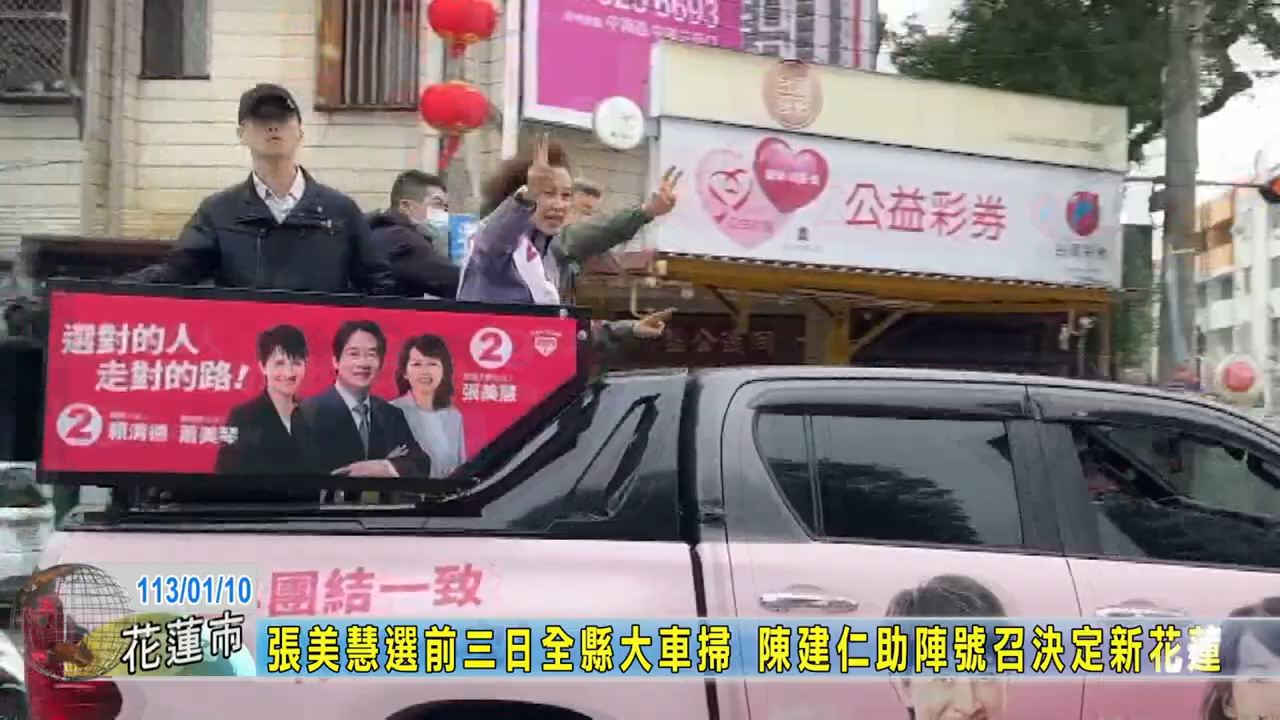 公益彩券
選對的人
走對的路!
2
張美慧
2 賴清德 蕭美琴
團結一致
113/01/10
花蓮市
張美慧選前三日全縣大車掃 陳建仁助陣號召決定新花蓮